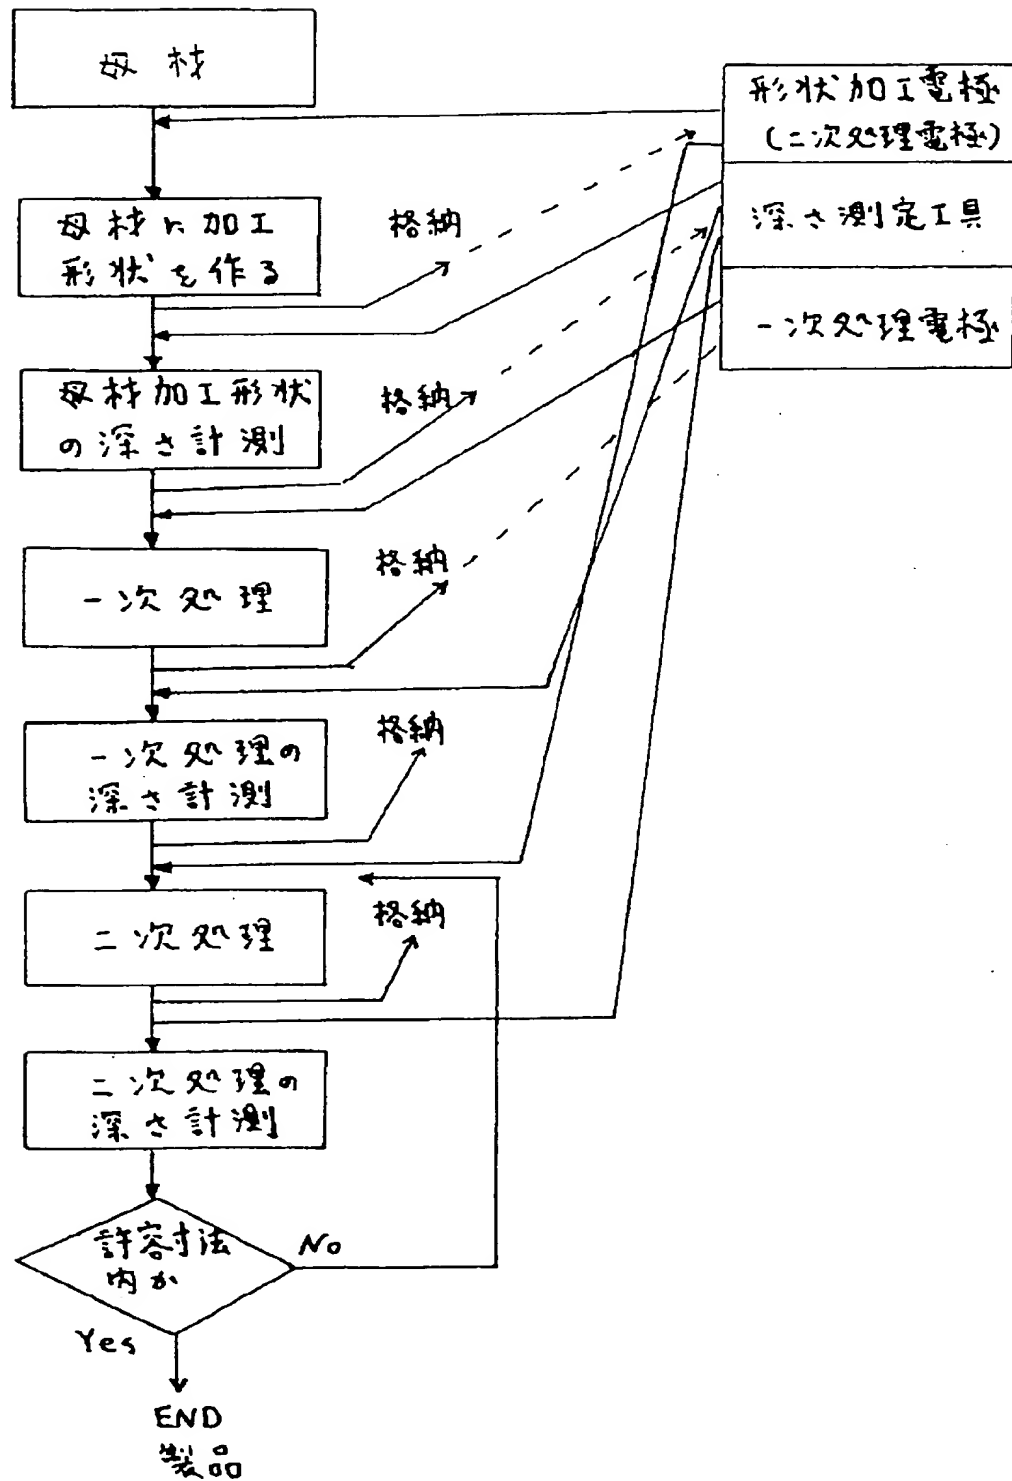 母材
形状加工電極
(二次処理電極)
母材に加工
形状を作る
格納
深さ測定工具
一次処理電極
母材加工形状
の深さ計測
格納
一次処理
格納
一次処理の
深さ計測
格納
二次処理
格納
二次処理の
深さ計測
許容寸法
内か
No
Yes
END
製品